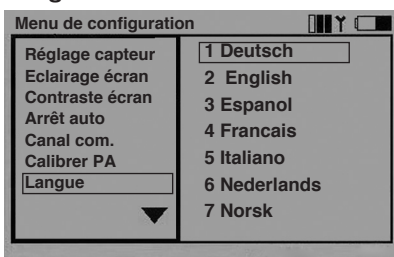 Menu de configuration
Réglage capteur
Eclairage écran
Contraste écran
Arrêt auto
Canal com.
Calibrer PA
Langue
1 Deutsch
2 English
3 Espanol
4 Francais
5 Italiano
6 Nederlands
7 Norsk